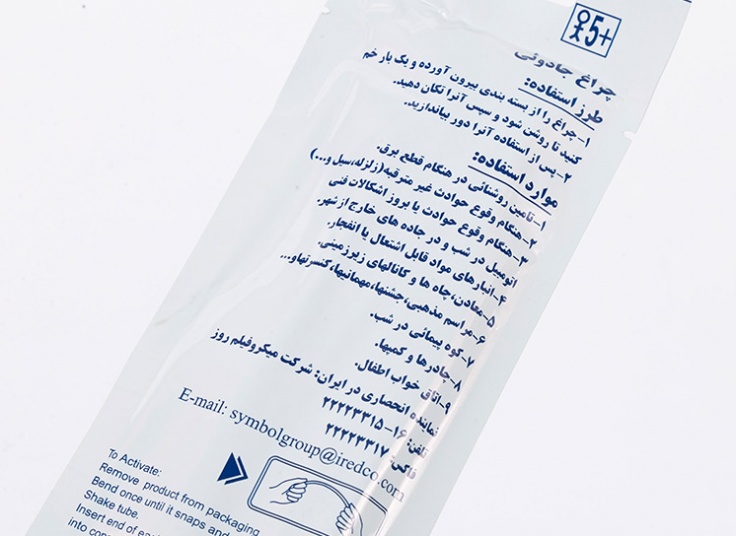 5+
چراغ جادوئی
طرز استفاده:
۱- چراغ را از بسته بندی بیرون آورده و یک بار خم
کنید تا روشن شود و سپس آنرا تکان دهید.
۲- پس از استفاده آنرا دور بیاندازید.
موارد استفاده:
۱- تامین روشنائی در هنگام قطع برق.
۲- هنگام وقوع حوادث غیر مترقبه(زلزله،سیل و...)
۳- هنگام وقوع حوادث یا بروز اشکالات فنی
اتومبیل در شب و در جاده های خارج از شهر.
۴- انبارهای مواد قابل اشتعال یا انفجار.
۵- معادن، چاه ها و کانالهای زیرزمینی.
۶- مراسم مذهبی، جشنها، مهمانیها، کنسرتها و...
۷- کوه پیمائی در شب.
۸- چادرها و کمپها.
۹- اتاق خواب اطفال.
نماینده انحصاری در ایران: شرکت میکروفیلم روز
تلفن: ۱۶-۲۲۲۲۳۳۱۵
فاکس: ۲۲۲۲۳۳۱۷
E-mail: symbolgroup@iredco.com
To Activate:
Remove product from packaging
Bend once until it snaps and
Shake tube.
Insert end of
into